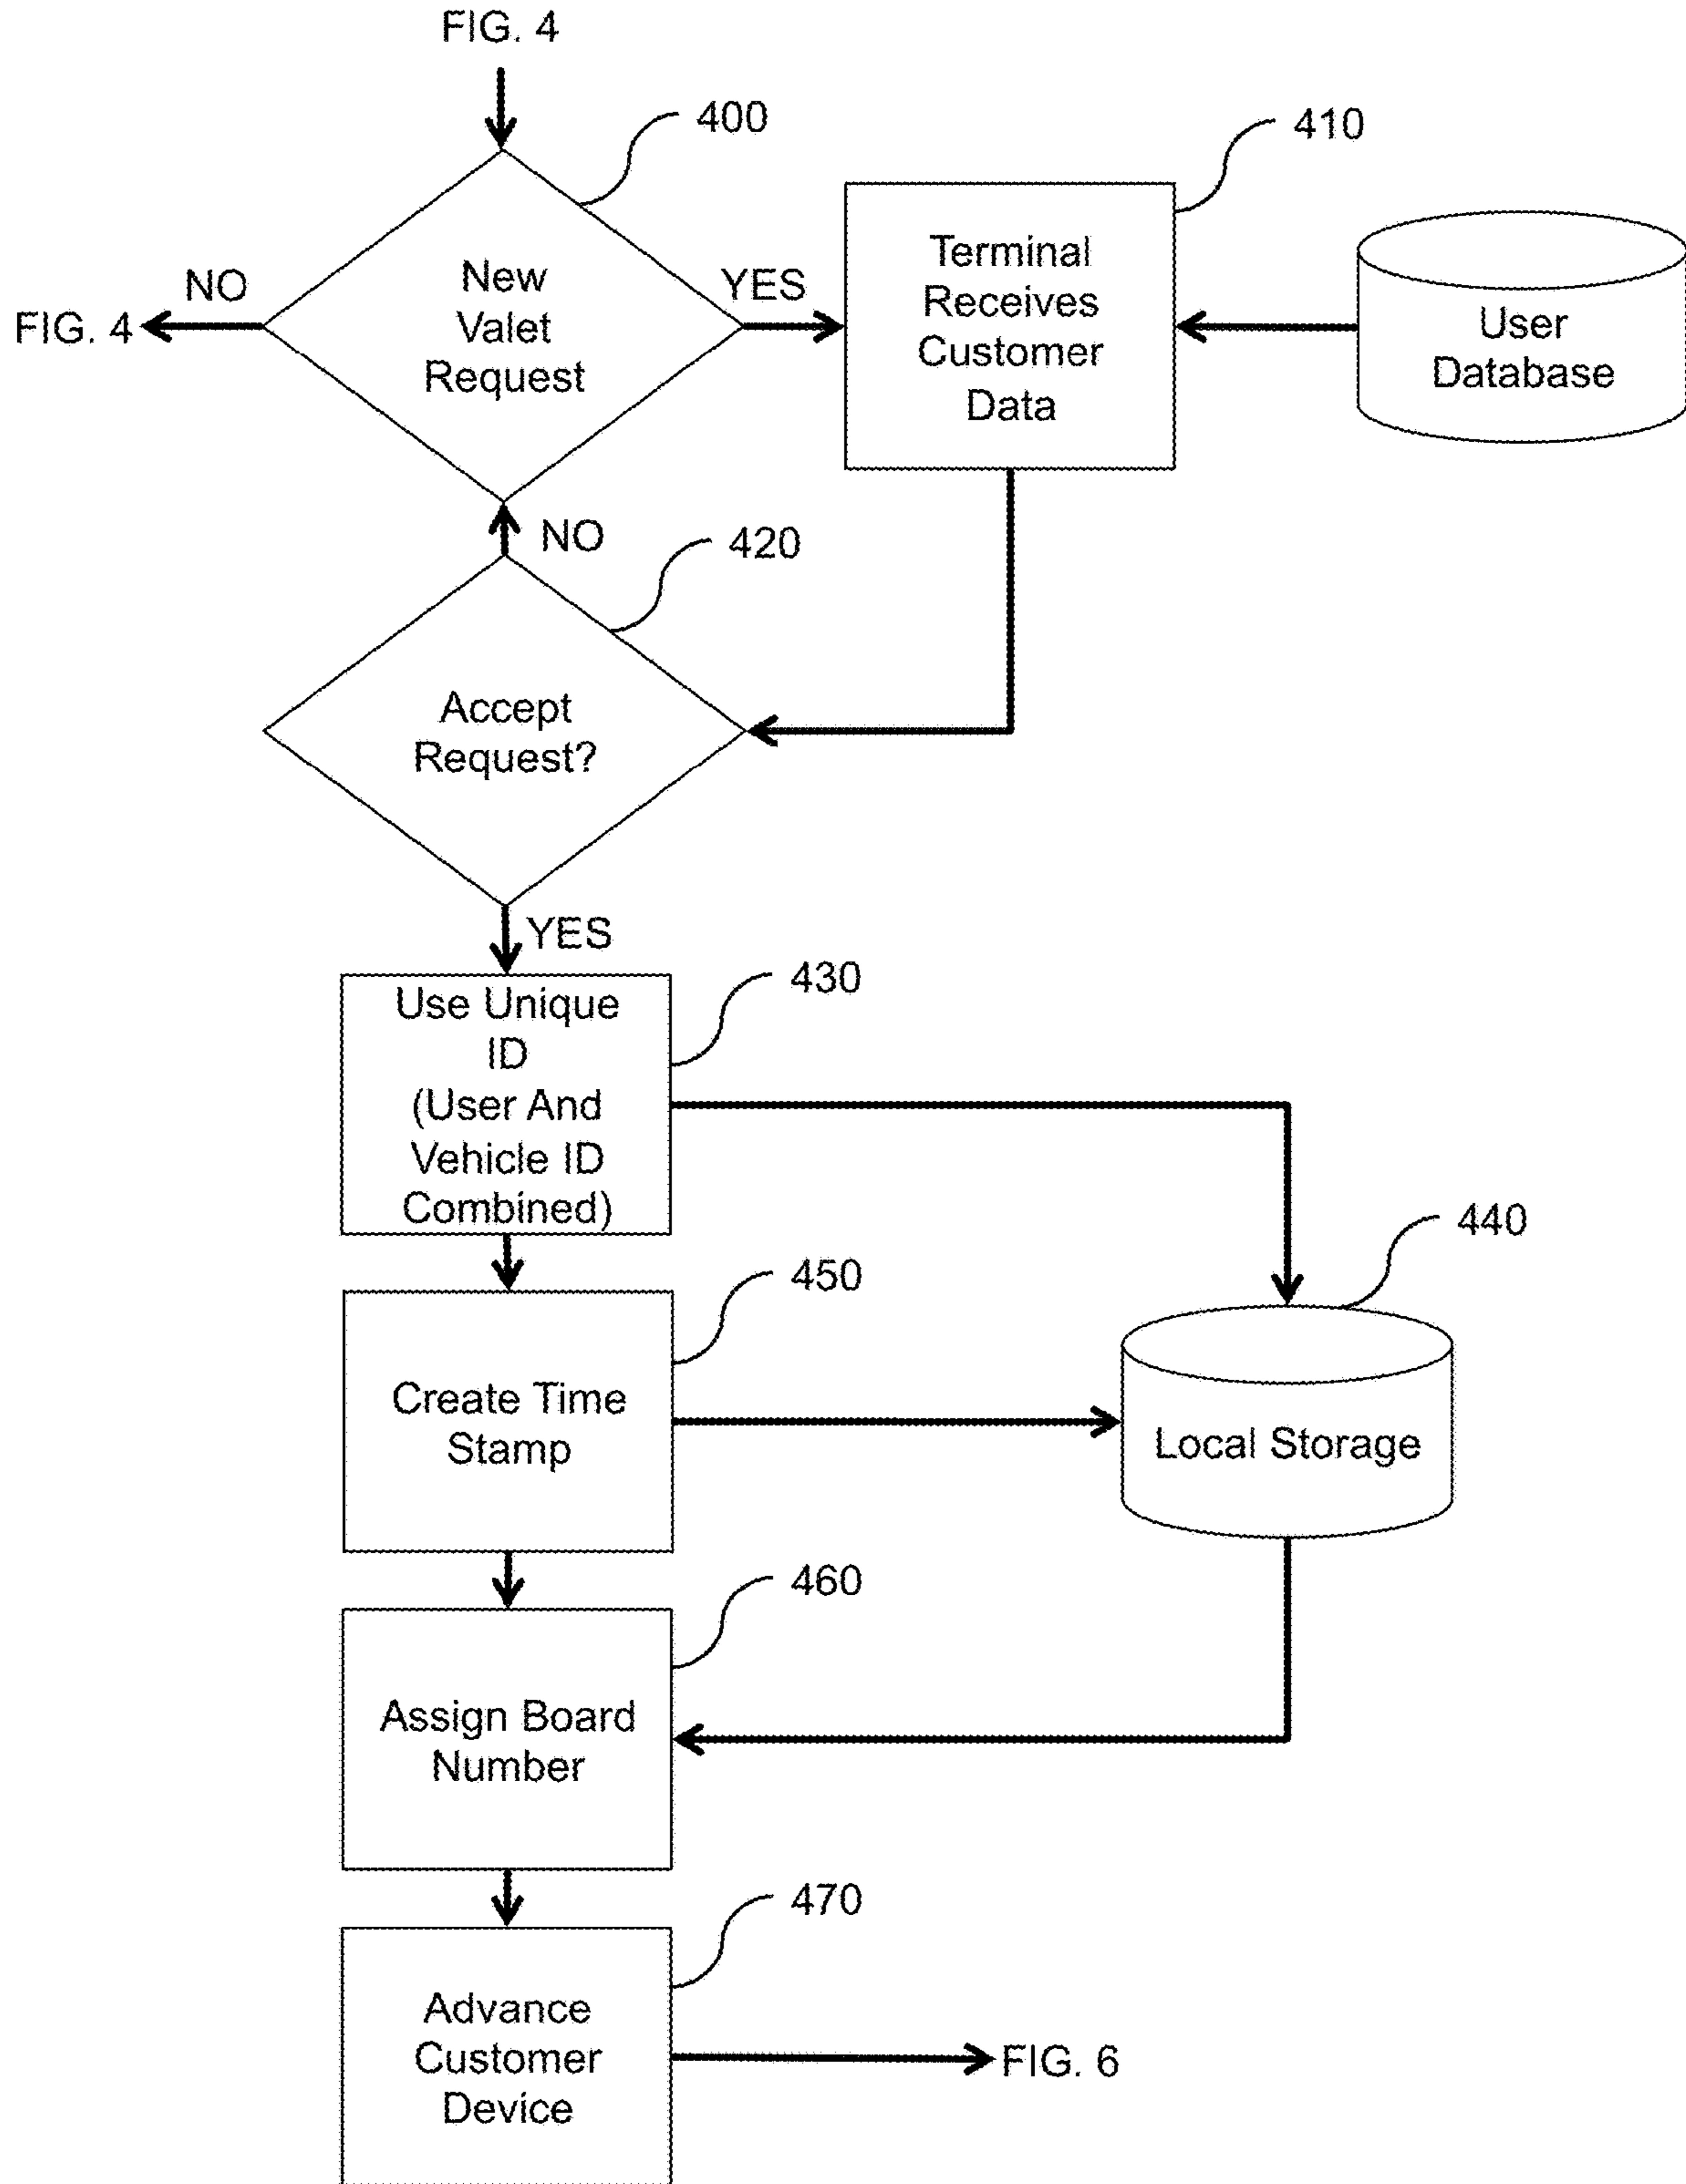 FIG. 4
400
410
New
Valet
Request
NO
YES
FIG. 4
Terminal
Receives
Customer
Data
User
Database
NO
420
Accept
Request?
YES
430
Use Unique
ID
(User And
Vehicle ID
Combined)
440
450
Create Time
Stamp
Local Storage
460
Assign Board
Number
470
Advance
Customer
Device
FIG. 6